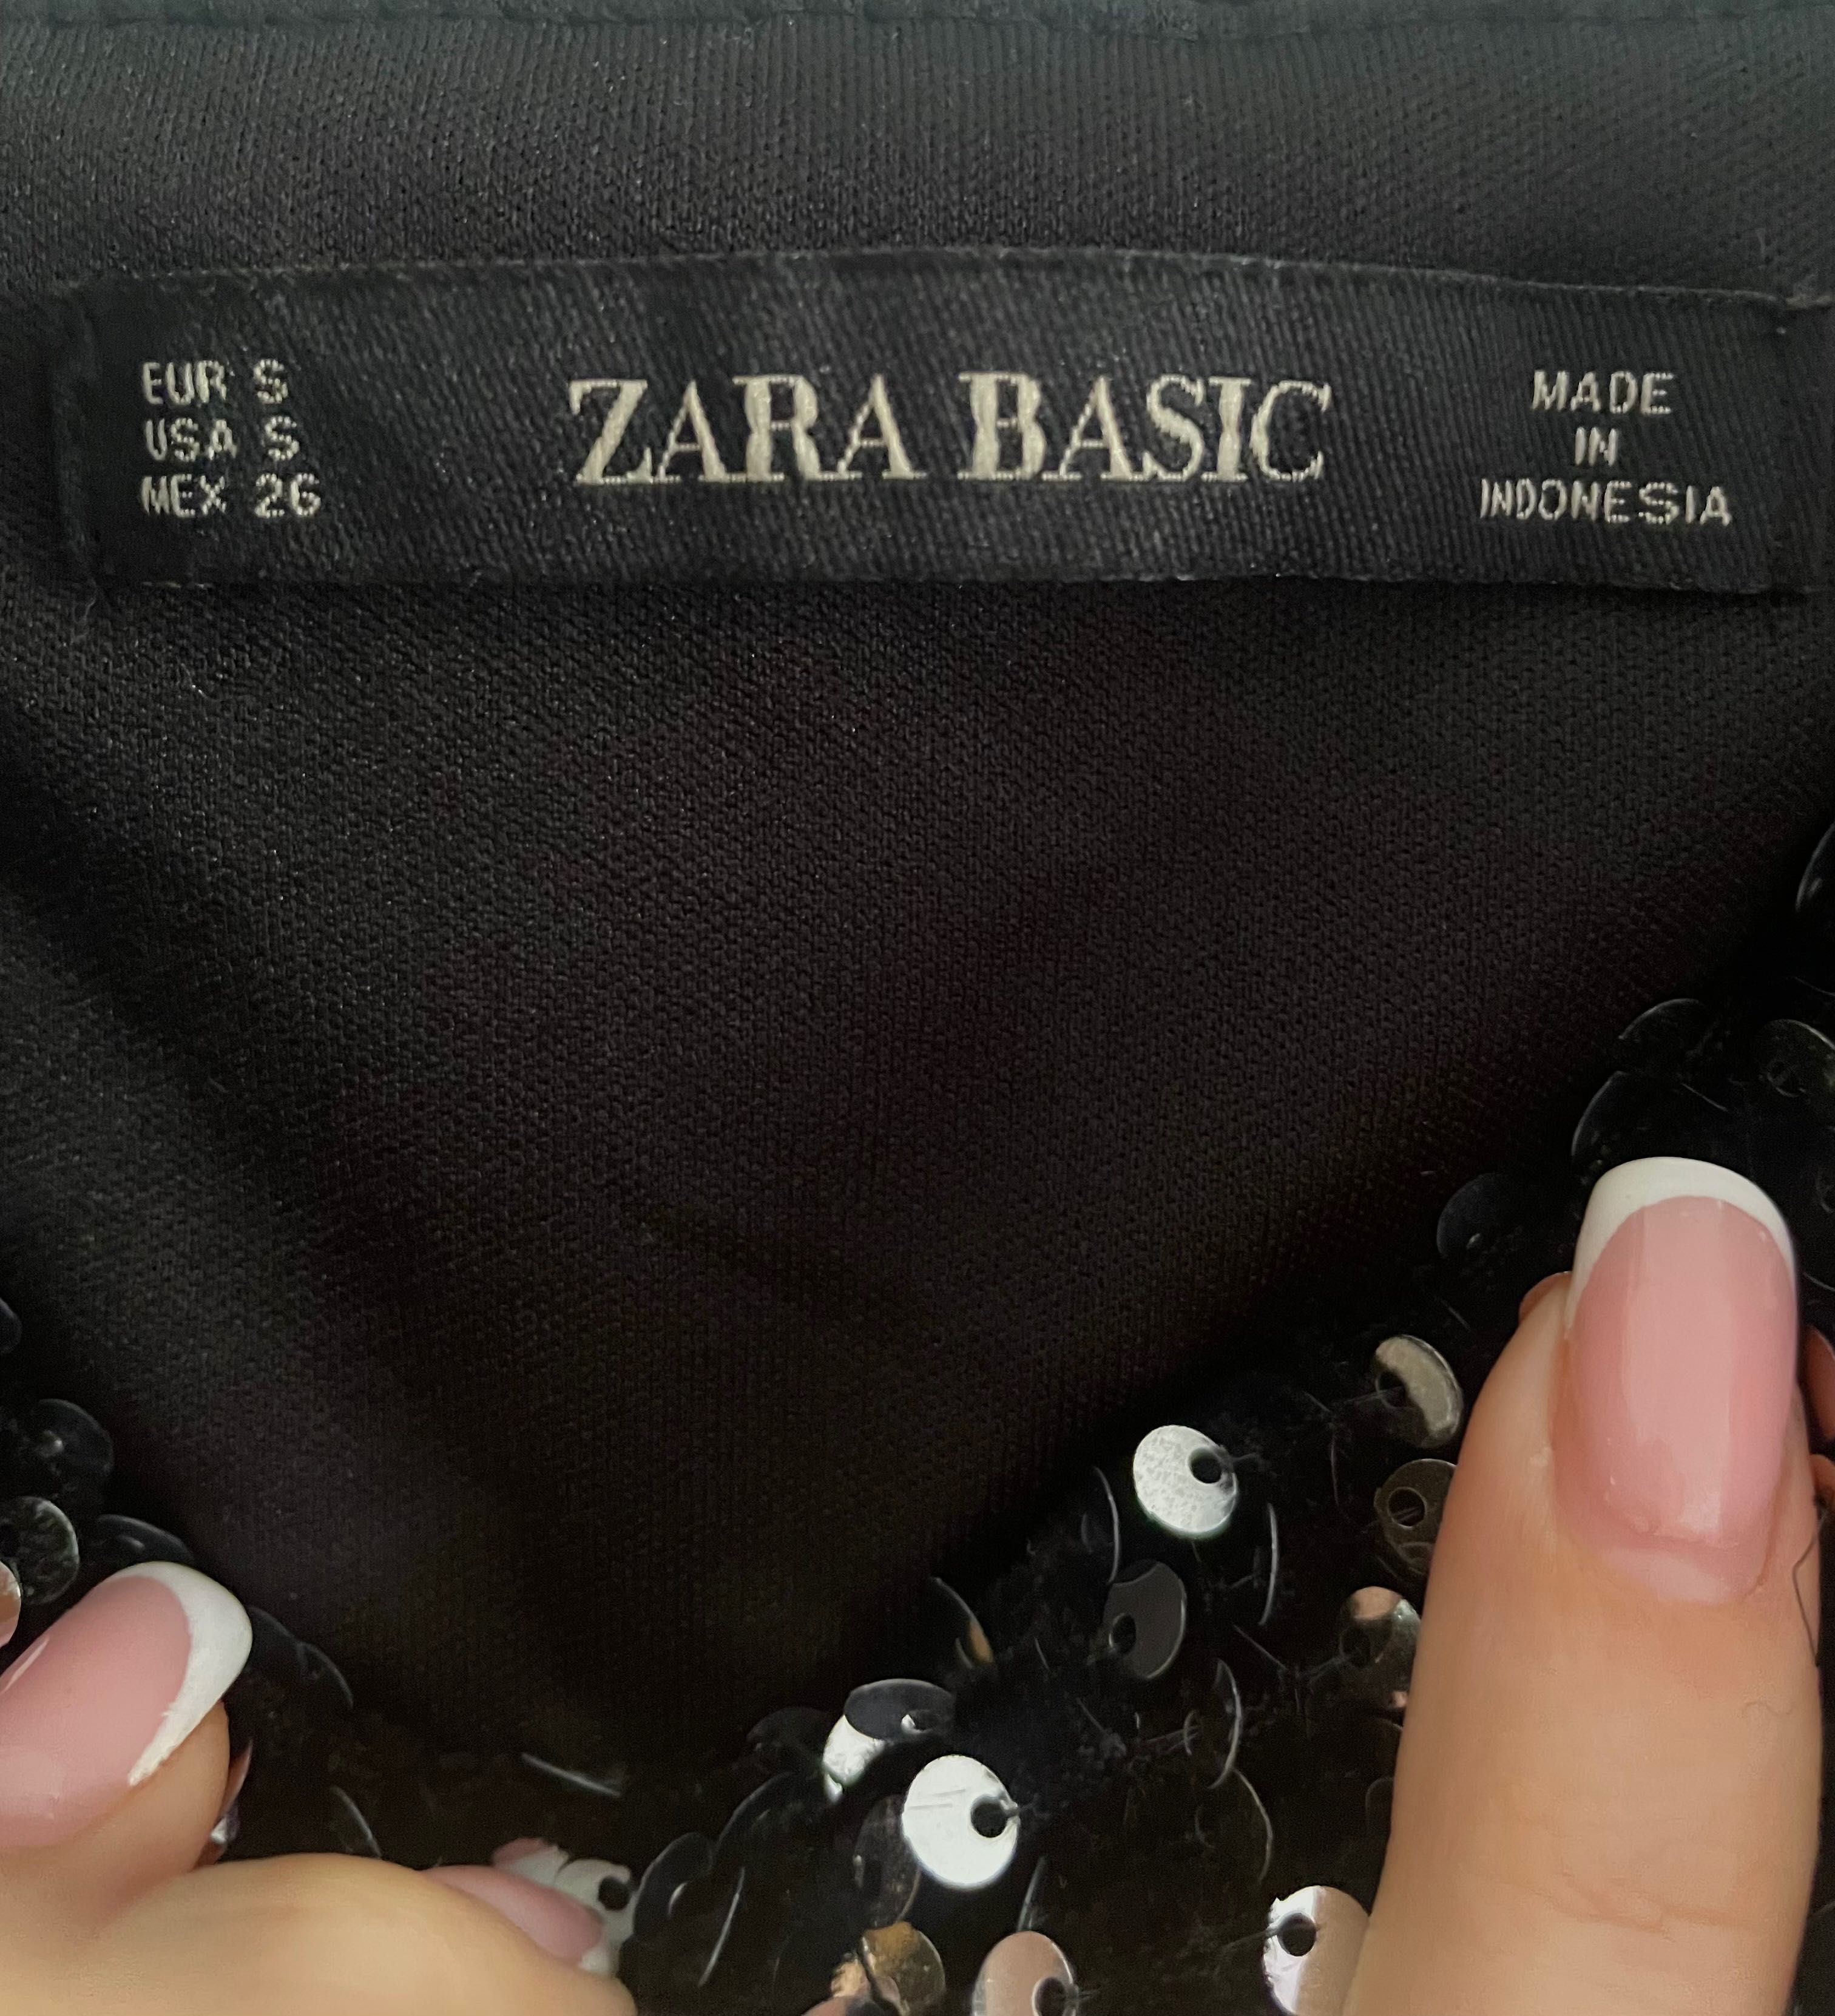 EUR S
USA S
MEX 26
ZARA BASIC
MADE
IN
INDONESIA